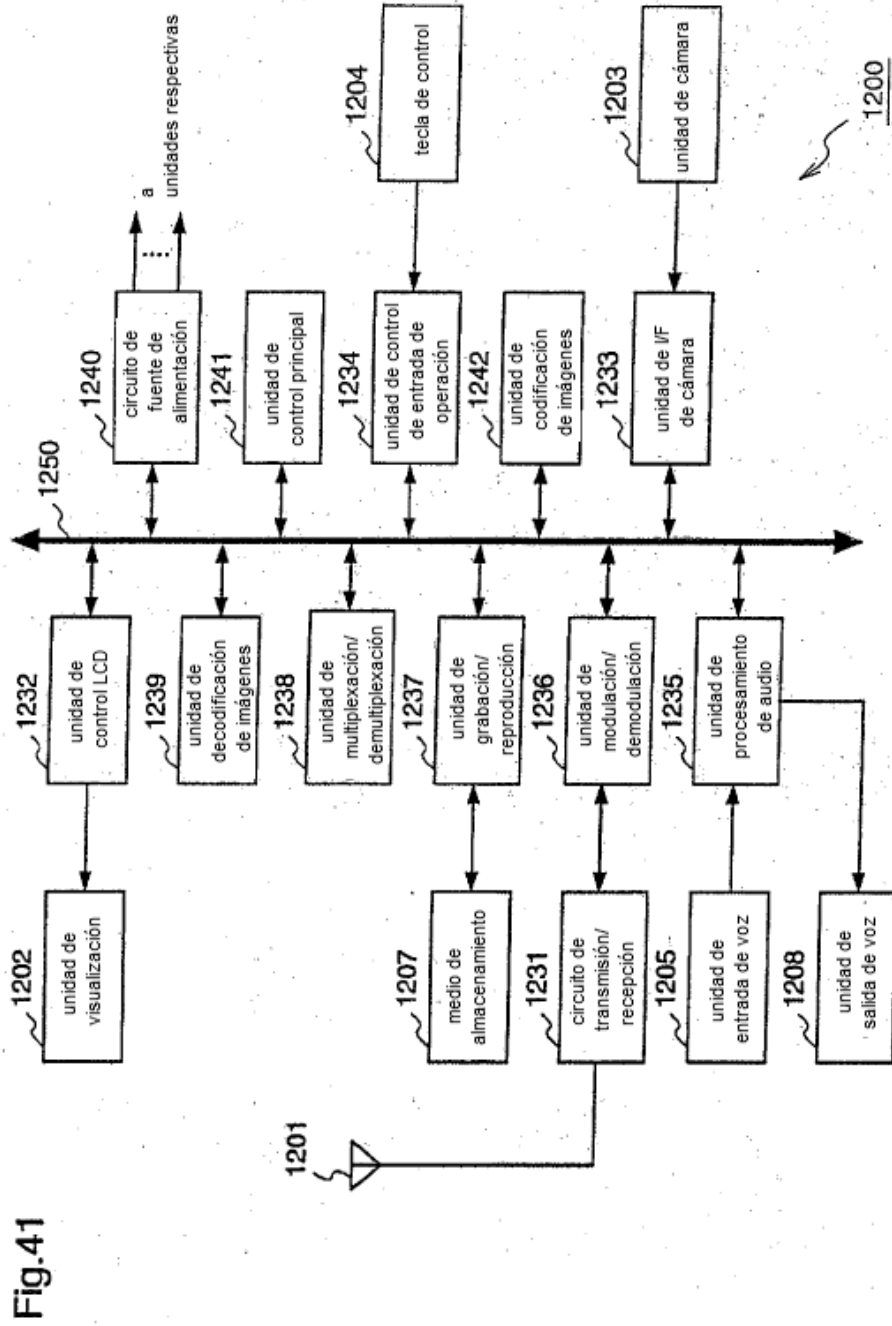 Fig.41
1250
1232
unidad de
control LCD
1202
unidad de
visualización
1239
unidad de
decodificación
de imágenes
1238
unidad de
multiplexación/
demultiplexación
1237
unidad de
grabación/
reproducción
1207
medio de
almacenamiento
1236
unidad de
modulación/
demodulación
1231
circuito de
transmisión/
recepción
1201
1235
unidad de
procesamiento
de audio
1205
unidad de
entrada de voz
1208
unidad de
salida de voz
1240
circuito de
fuente de
alimentación
a
unidades respectivas
1241
unidad de
control principal
1234
unidad de control
de entrada de
operación
1204
tecla de control
1242
unidad de
codificación
de imágenes
1233
unidad de I/F
de cámara
1203
unidad de cámara
1200